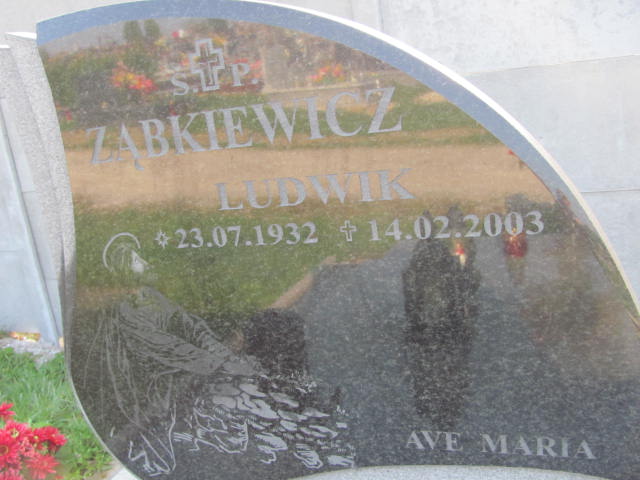 Ś. P.
ZĄBKIEWICZ
LUDWIK
23.07.1932 14.02.2003
AVE MARIA